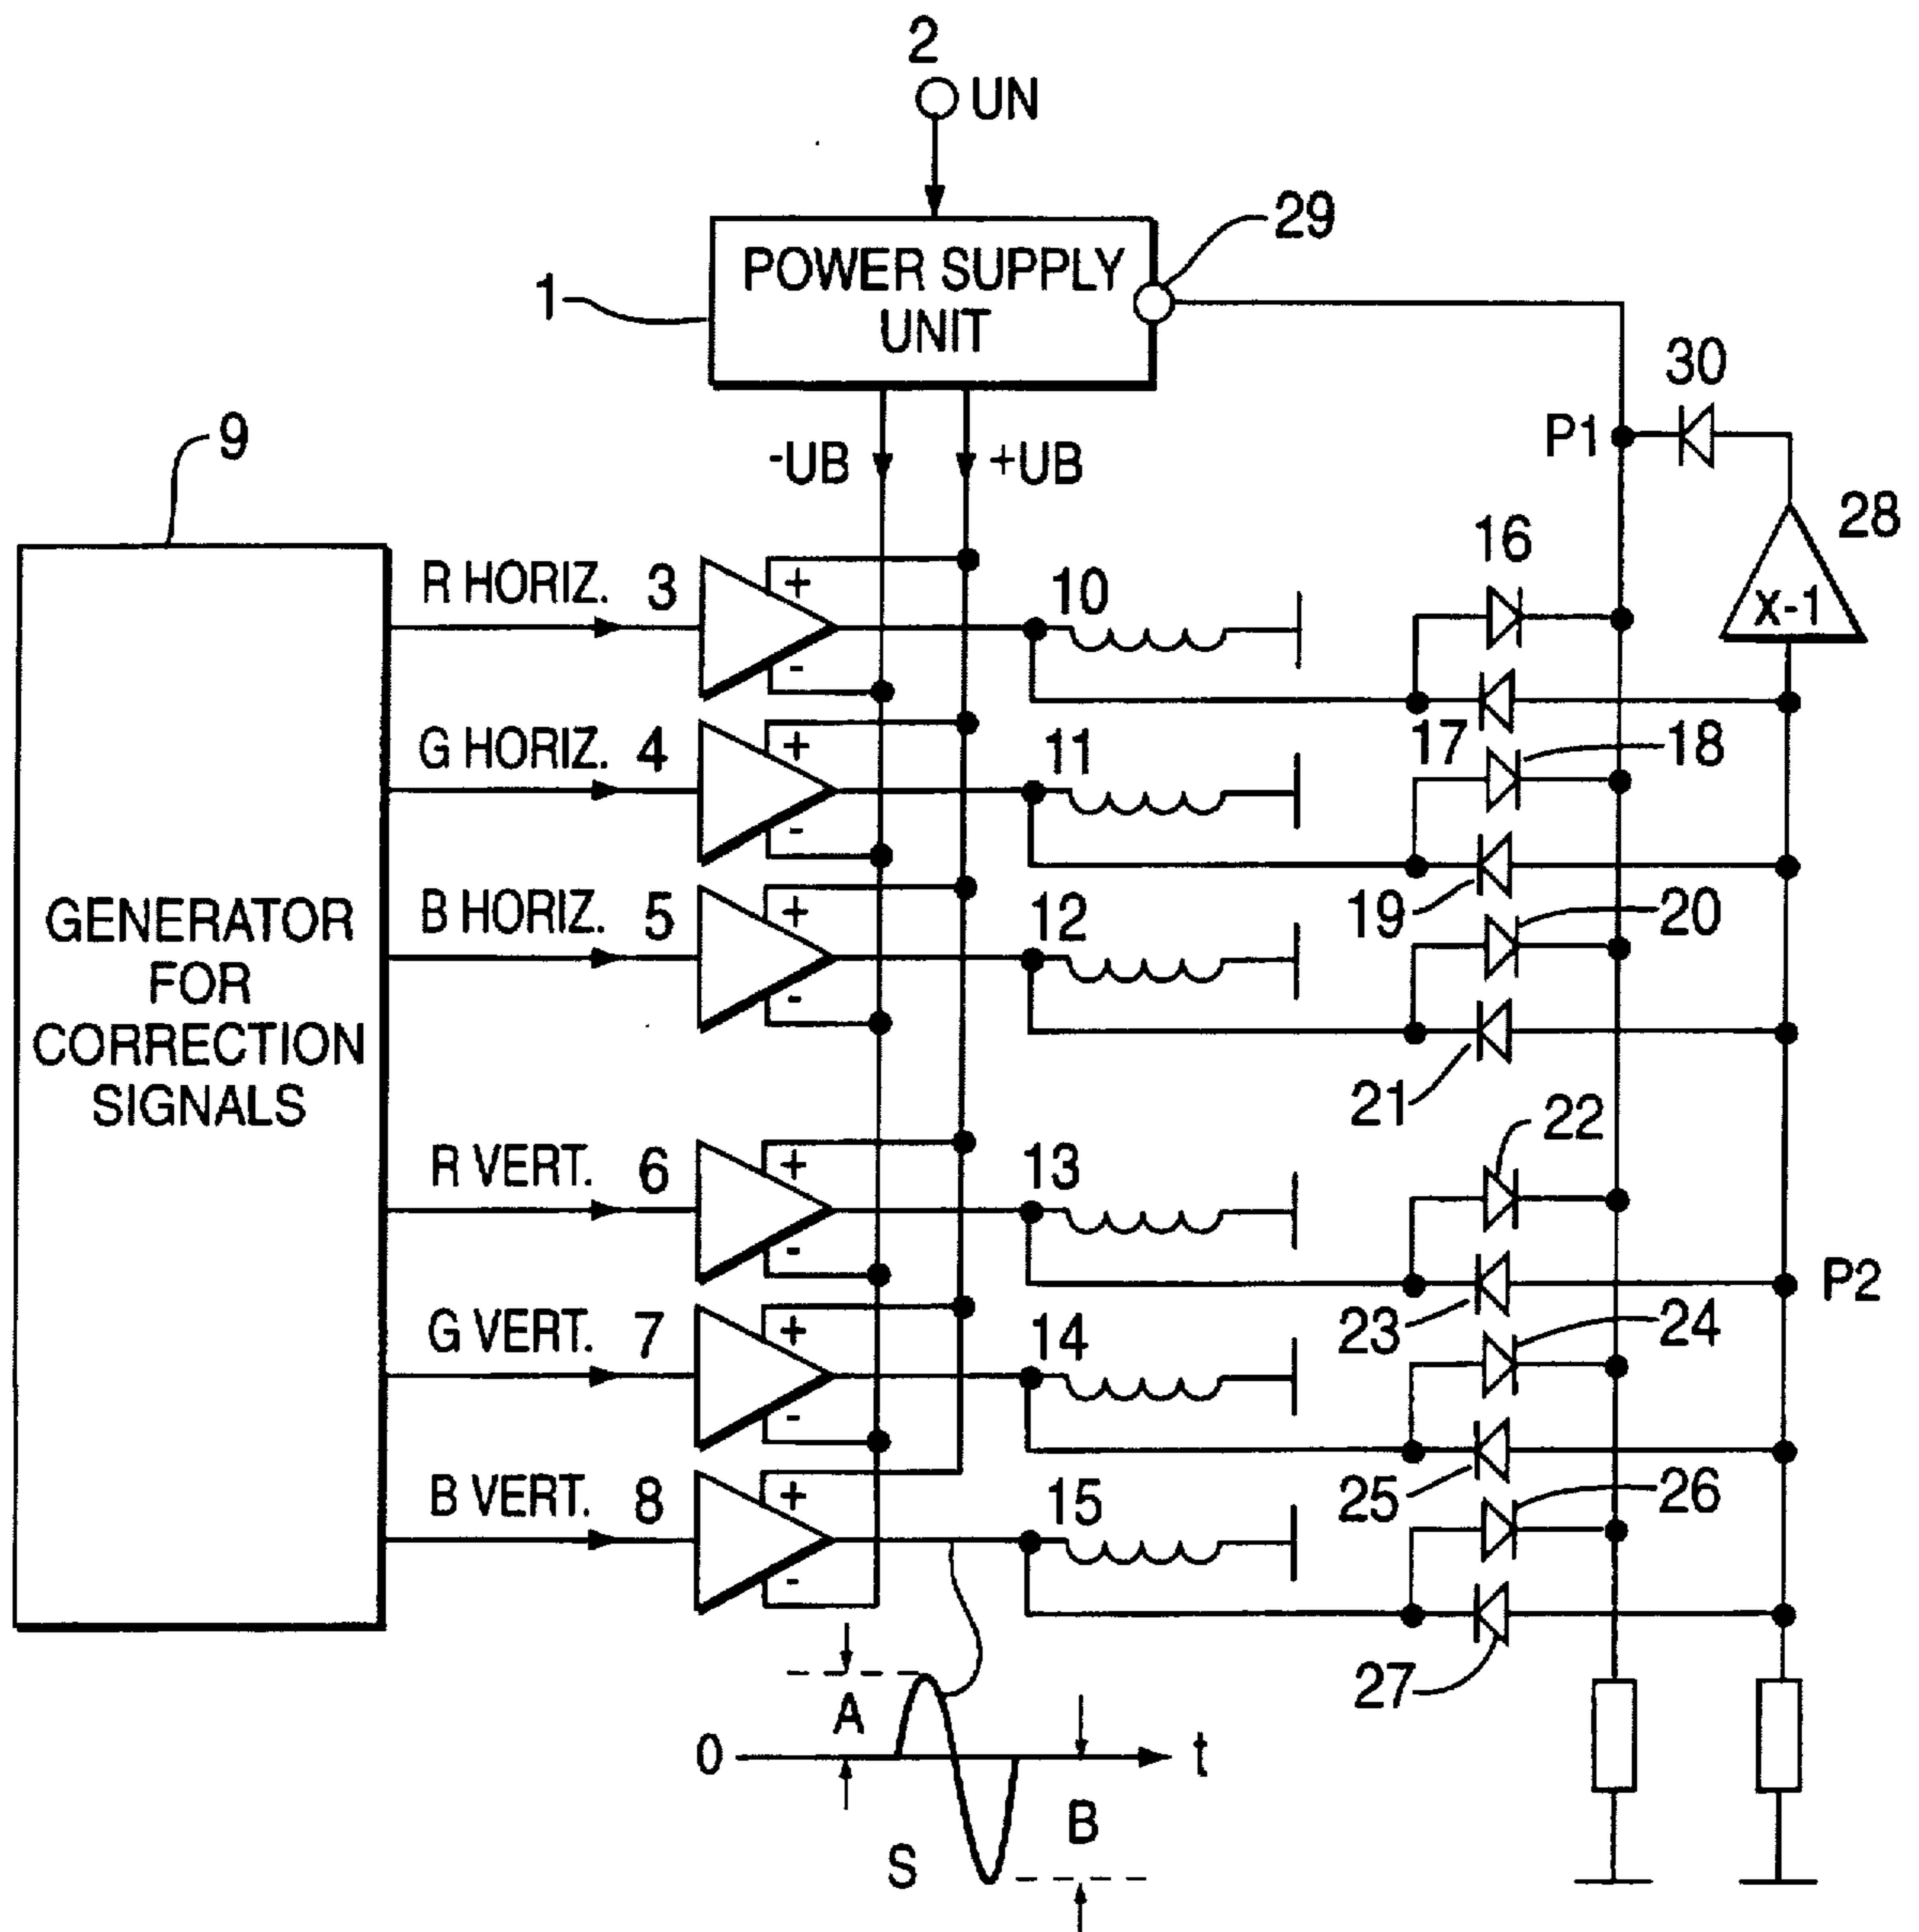 2
UN
29
POWER SUPPLY
UNIT
1
30
P1
9
-UB
+UB
28
16
R HORIZ. 3
+
-
10
X-1
17
18
G HORIZ. 4
+
-
11
19
20
B HORIZ. 5
+
-
12
GENERATOR
FOR
CORRECTION
SIGNALS
21
22
R VERT. 6
+
-
13
P2
23
24
G VERT. 7
+
-
14
25
26
B VERT. 8
+
-
15
27
A
0
t
B
S